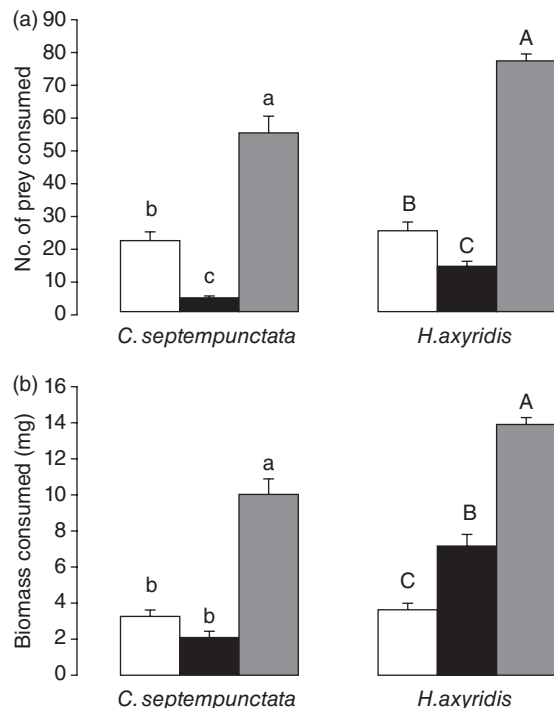 (a)
90
80
70
60
50
40
30
20
10
0
No. of prey consumed
b
c
a
B
C
A
C. septempunctata H.axyridis
(b)
16
14
12
10
8
6
4
2
0
Biomass consumed (mg)
b
b
a
C
B
A
C. septempunctata H.axyridis